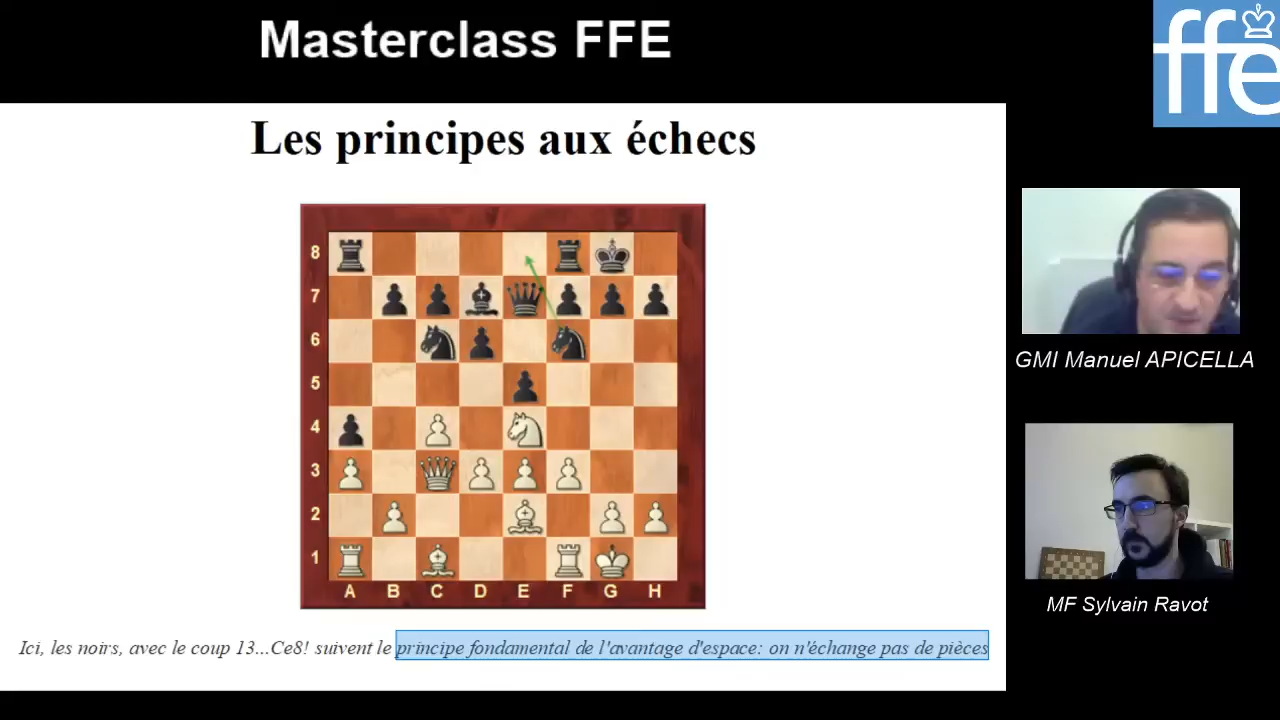 Masterclass FFE
ffe
Les principes aux échecs
8
7
6
5
4
3
2
1
A B C D E F G H
GMI Manuel APICELLA
MF Sylvain Ravot
Ici, les noirs, avec le coup 13...Ce8! suivent le principe fondamental de l'avantage d'espace: on n'échange pas de pièces